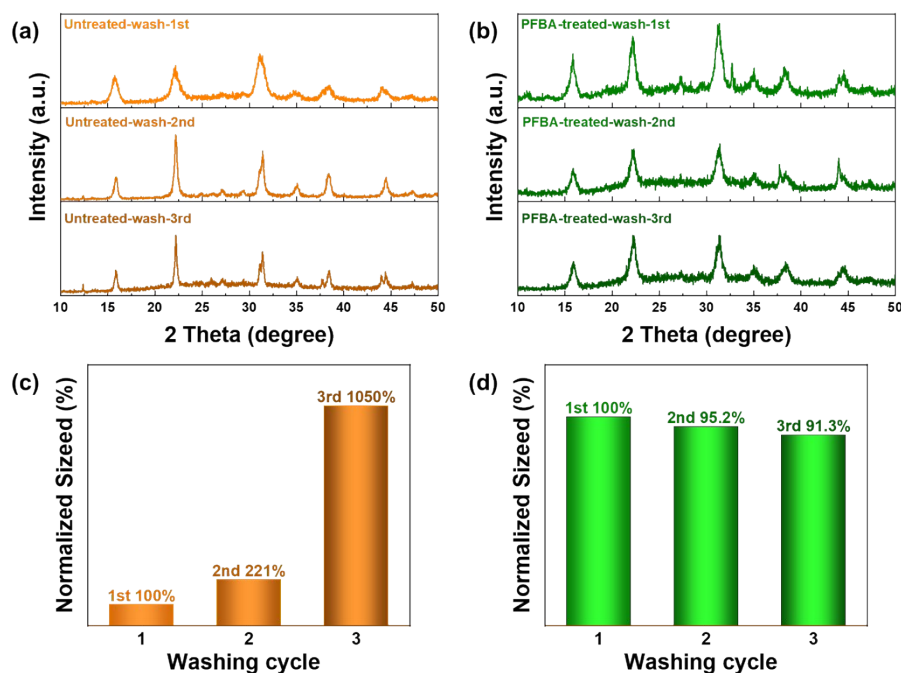 (a)
Untreated-wash-1st
Untreated-wash-2nd
Untreated-wash-3rd
Intensity (a.u.)
10 15 20 25 30 35 40 45 50
2 Theta (degree)
(b)
PFBA-treated-wash-1st
PFBA-treated-wash-2nd
PFBA-treated-wash-3rd
Intensity (a.u.)
10 15 20 25 30 35 40 45 50
2 Theta (degree)
(c)
Normalized Sizeed (%)
1st 100%
2nd 221%
3rd 1050%
1 2 3
Washing cycle
(d)
Normalized Sizeed (%)
1st 100%
2nd 95.2%
3rd 91.3%
1 2 3
Washing cycle